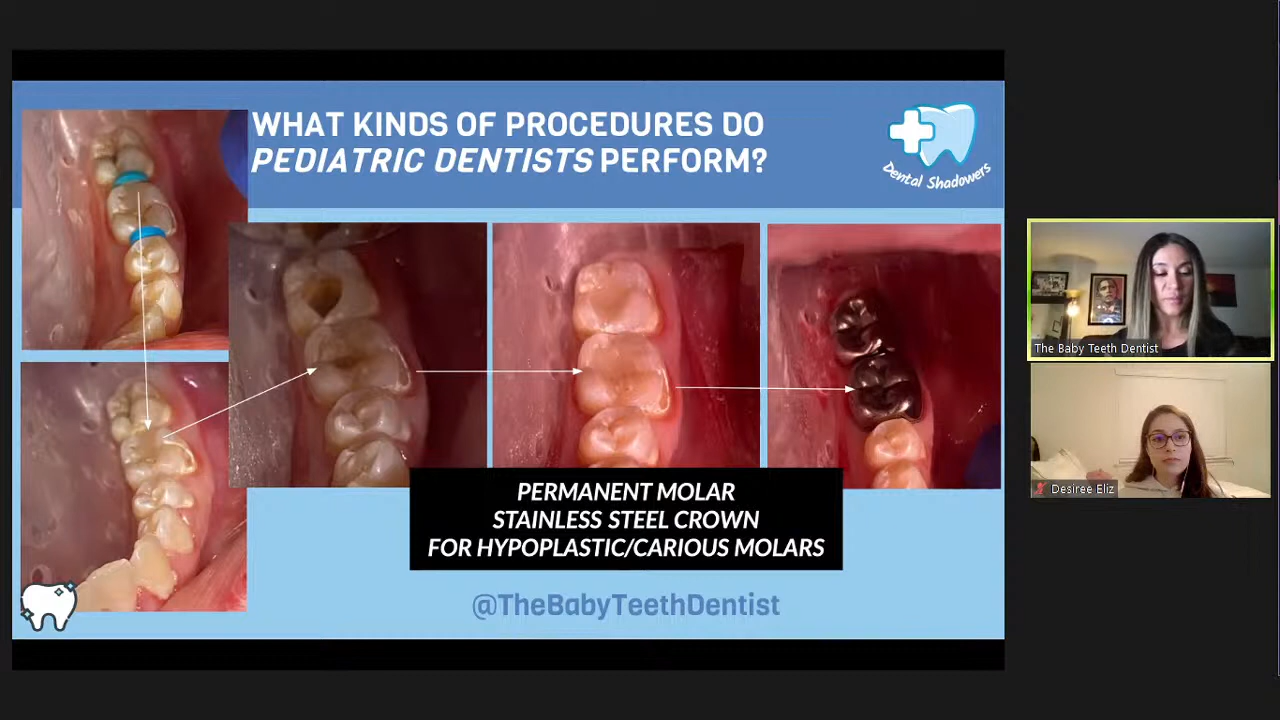 WHAT KINDS OF PROCEDURES DO
PEDIATRIC DENTISTS PERFORM?
Dental Shadowers
PERMANENT MOLAR
STAINLESS STEEL CROWN
FOR HYPOPLASTIC/CARIOUS MOLARS
@TheBabyTeethDentist
The Baby Teeth Dentist
Desiree Eliz